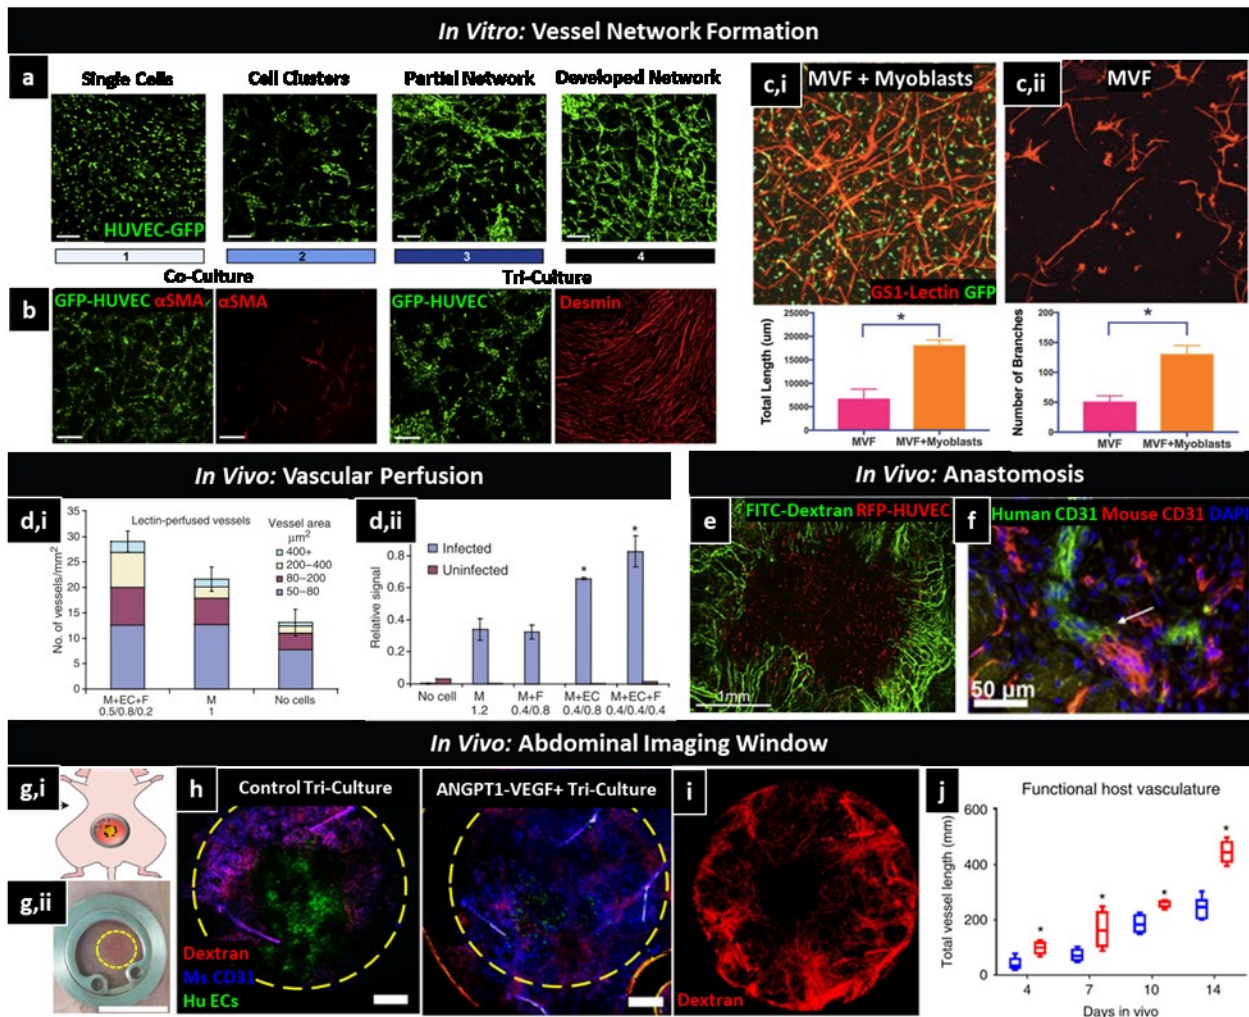 In Vitro: Vessel Network Formation
a
Single Cells
Cell Clusters
Partial Network
Developed Network
HUVEC-GFP
1
2
3
4
b
Co-Culture
Tri-Culture
GFP-HUVEC αSMA
αSMA
GFP-HUVEC
Desmin
c,i
MVF + Myoblasts
GS1-Lectin GFP
c,ii
MVF
Total Length (um)
25000
20000
15000
10000
5000
0
*
MVF
MVF+Myoblasts
Number of Branches
200
150
100
50
0
*
MVF
MVF+Myoblasts
In Vivo: Vascular Perfusion
d,i
Lectin-perfused vessels
Vessel area
µm2
400+
200–400
80–200
50–80
No. of vessels/mm2
35
30
25
20
15
10
5
0
M+EC+F
0.5/0.8/0.2
M
1
No cells
d,ii
Infected
Uninfected
Relative signal
0.8
0.6
0.4
0.2
0
*
*
No cell
M
1.2
M+F
0.4/0.8
M+EC
0.4/0.8
M+EC+F
0.4/0.4/0.4
In Vivo: Anastomosis
e
FITC-Dextran RFP-HUVEC
1mm
f
Human CD31 Mouse CD31 DAPI
50 µm
In Vivo: Abdominal Imaging Window
g,i
g,ii
h
Control Tri-Culture
Dextran
Ms CD31
Hu ECs
ANGPT1-VEGF+ Tri-Culture
i
Dextran
j
Functional host vasculature
Total vessel length (mm)
600
400
200
0
*
*
*
*
4
7
10
14
Days in vivo